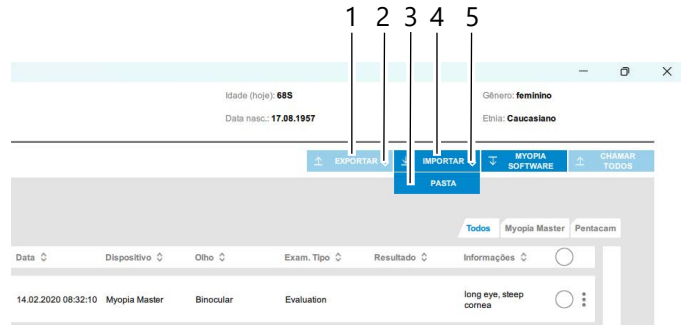 1 2 3 4 5
Idade (hoje): 68S
Gênero: feminino
Data nasc.: 17.08.1957
Etnia: Caucasiano
EXPORTAR
IMPORTAR
MYOPIA
SOFTWARE
CHAMAR
TODOS
PASTA
Todos Myopia Master Pentacam
Data Dispositivo Olho Exam. Tipo Resultado Informações
14.02.2020 08:32:10 Myopia Master Binocular Evaluation long eye, steep
cornea